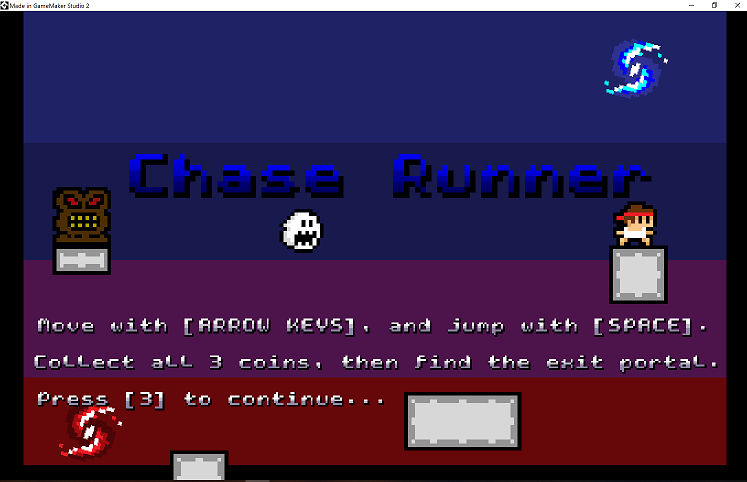 Made in GameMaker Studio 2
Chase Runner
Move with [ARROW KEYS], and jump with [SPACE].
Collect all 3 coins, then find the exit portal.
Press [3] to continue...